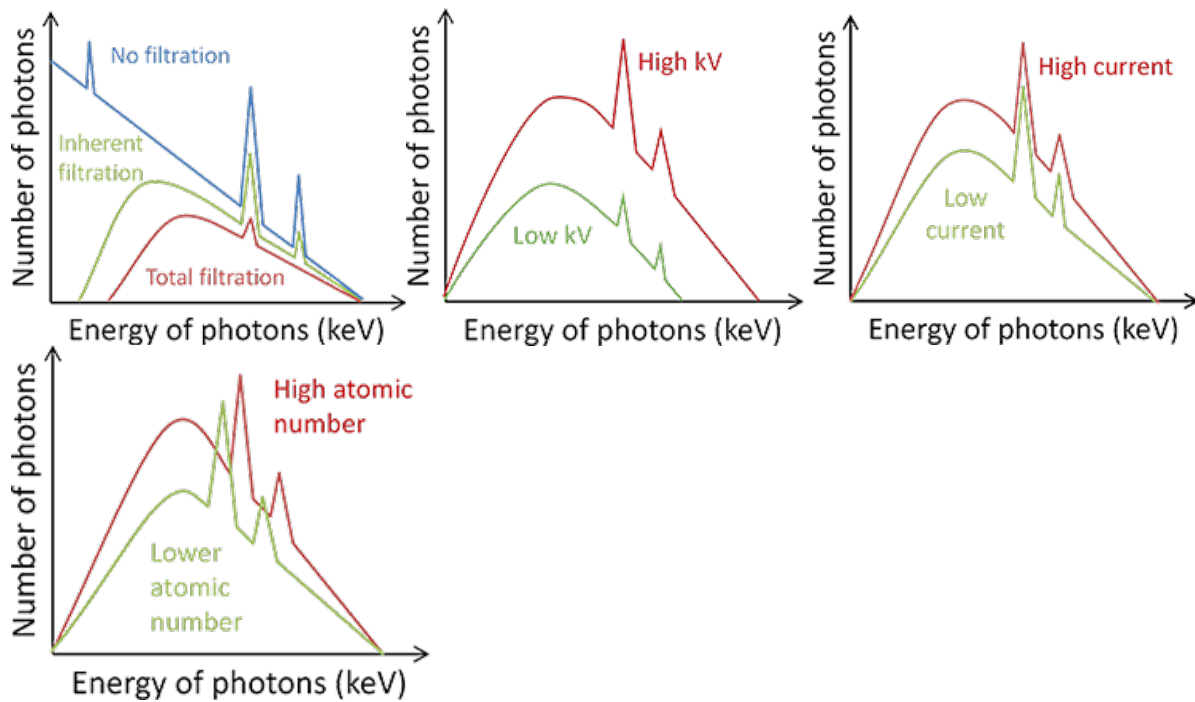 Number of photons
No filtration
Inherent
filtration
Total filtration
Energy of photons (keV)
Number of photons
High kV
Low kV
Energy of photons (keV)
Number of photons
High current
Low
current
Energy of photons (keV)
Number of photons
High atomic
number
Lower
atomic
number
Energy of photons (keV)